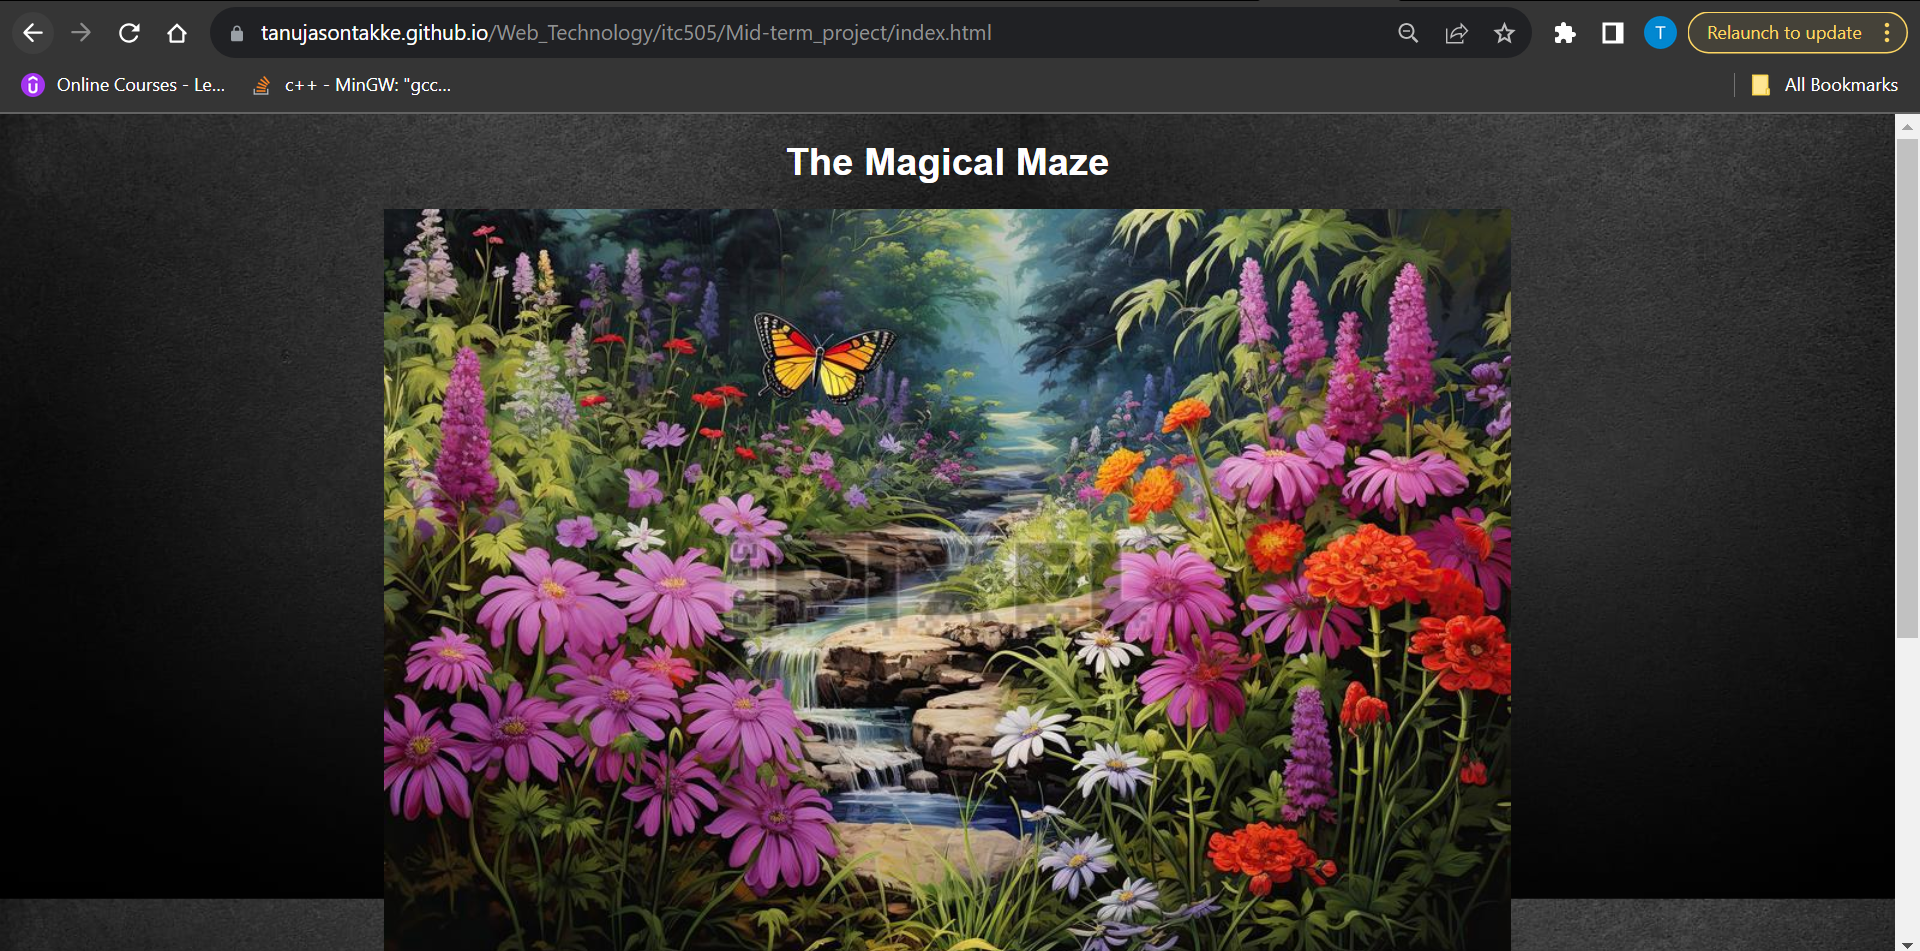 tanujasontakke.github.io/Web_Technology/itc505/Mid-term_project/index.html
T
Relaunch to update
Online Courses - Le...
c++ - MinGW: "gcc...
All Bookmarks
The Magical Maze